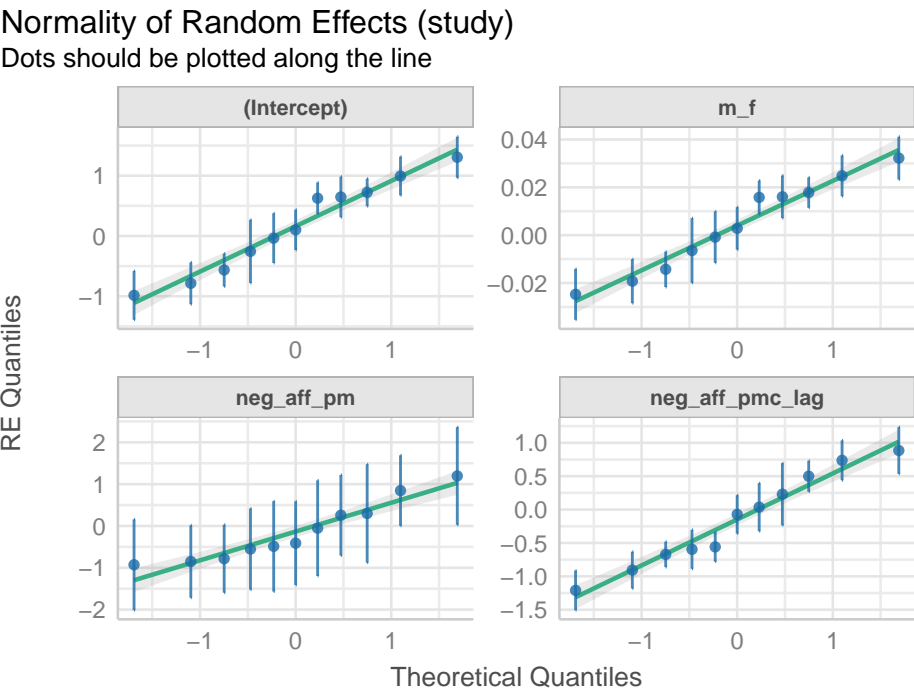 Normality of Random Effects (study)
Dots should be plotted along the line
(Intercept)
m_f
1
0
−1
0.04
0.02
0.00
−0.02
−1 0 1
−1 0 1
neg_aff_pm
neg_aff_pmc_lag
2
1
0
−1
−2
1.0
0.5
0.0
−0.5
−1.0
−1.5
−1 0 1
−1 0 1
RE Quantiles
Theoretical Quantiles